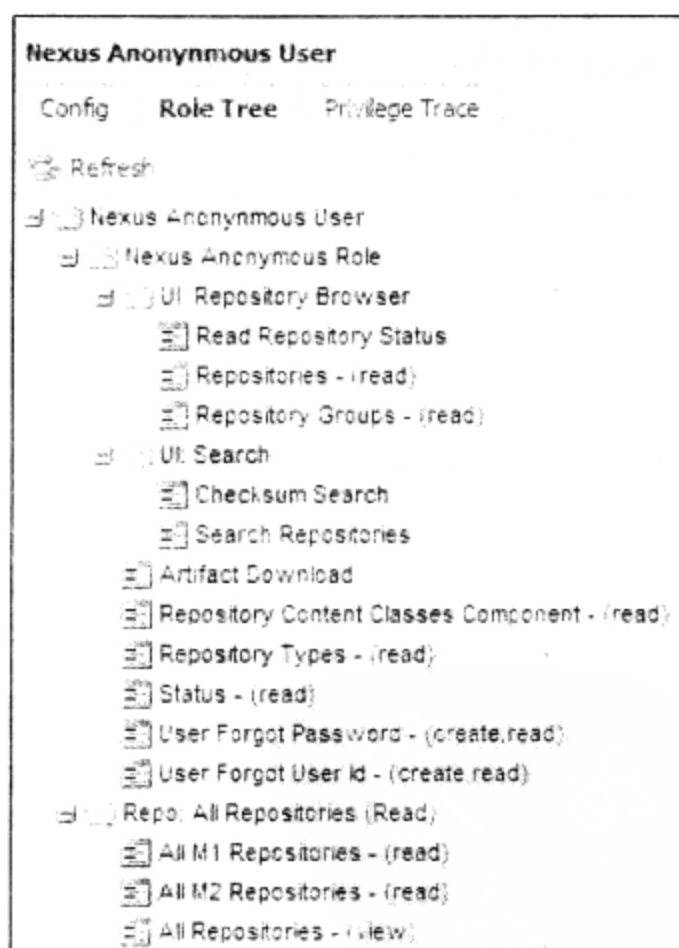 Nexus Anonynmous User
Config Role Tree Privilege Trace
Refresh
Nexus Anonynmous User
Nexus Anonymous Role
UI: Repository Browser
Read Repository Status
Repositories - (read)
Repository Groups - (read)
UI: Search
Checksum Search
Search Repositories
Artifact Download
Repository Content Classes Component - (read)
Repository Types - (read)
Status - (read)
User Forgot Password - (create,read)
User Forgot User Id - (create,read)
Repo: All Repositories (Read)
All M1 Repositories - (read)
All M2 Repositories - (read)
All Repositories - (view)